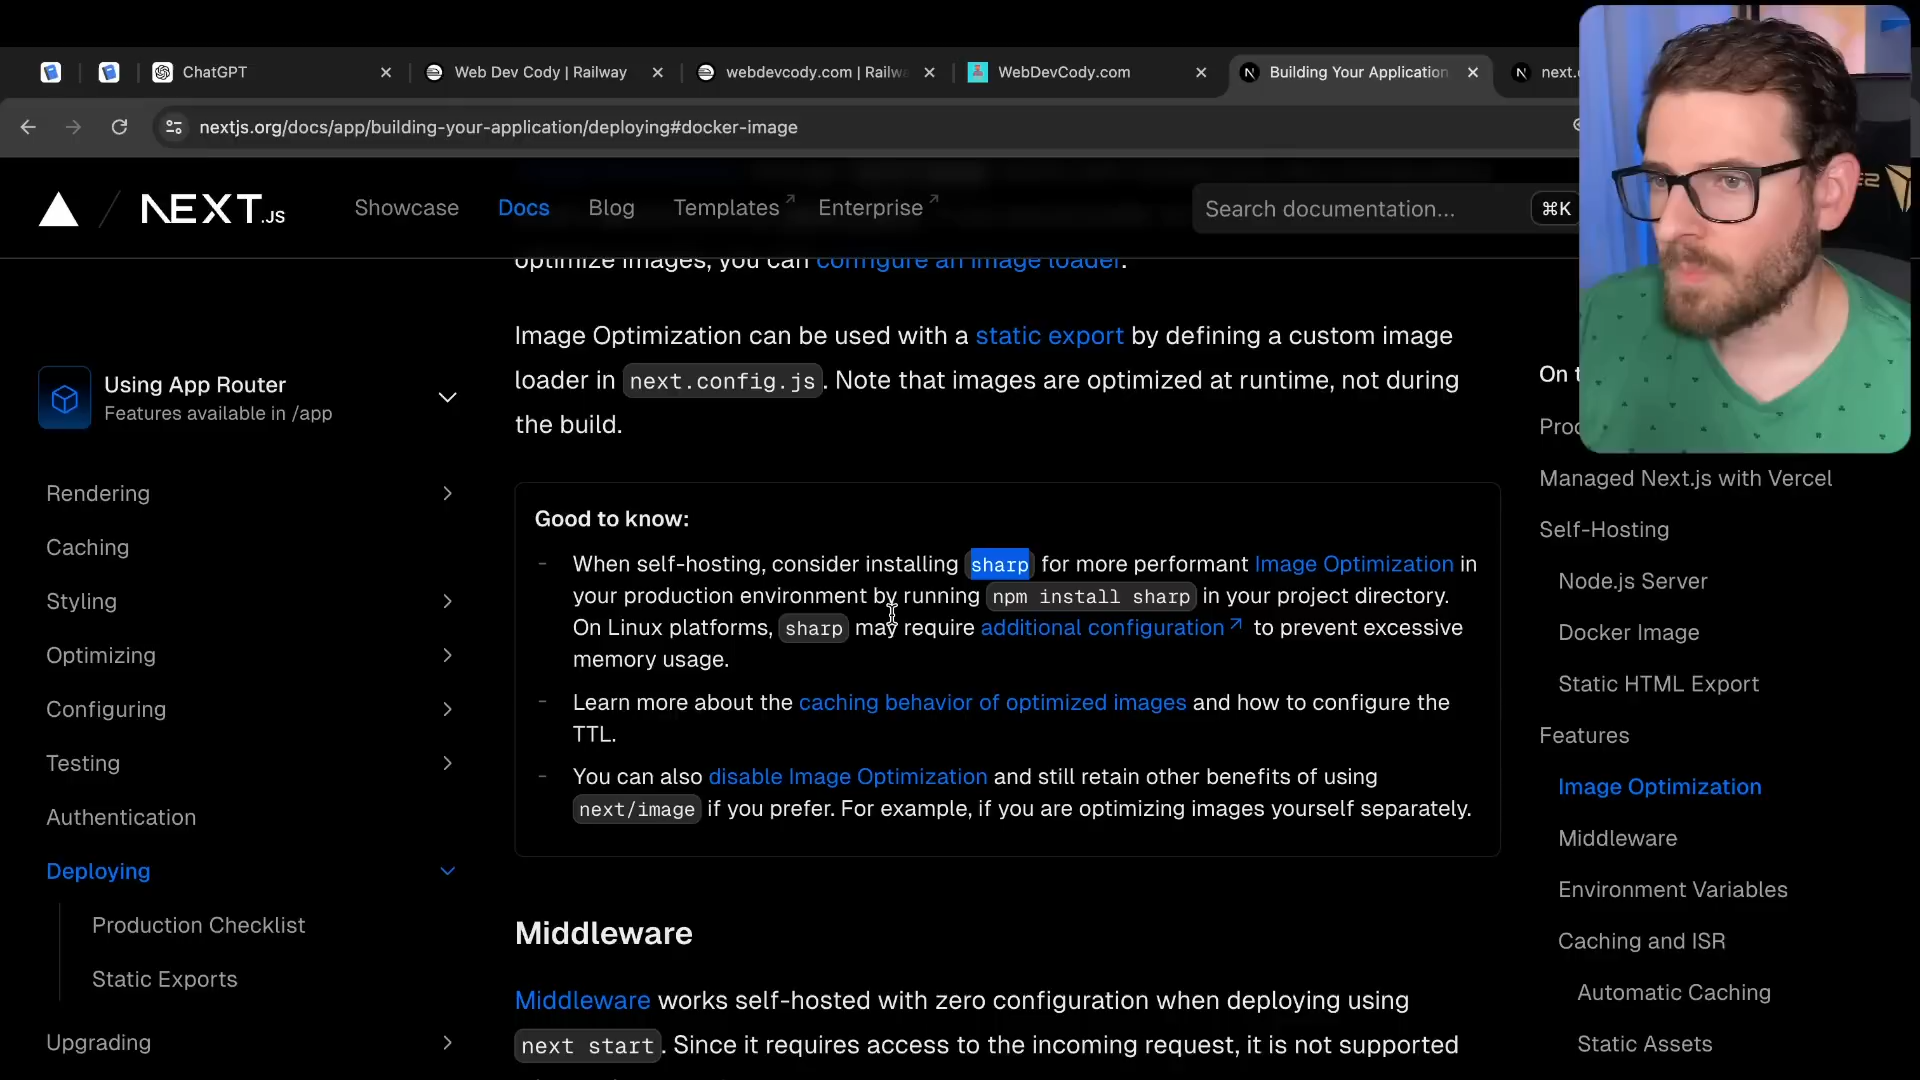 ChatGPT
Web Dev Cody | Railway
webdevcody.com | Railw
WebDevCody.com
Building Your Application
next.
nextjs.org/docs/app/building-your-application/deploying#docker-image
NEXT.JS
Showcase
Docs
Blog
Templates
Enterprise
Search documentation...
⌘K
optimize images, you can configure an image loader.
Using App Router
Features available in /app
Rendering
Caching
Styling
Optimizing
Configuring
Testing
Authentication
Deploying
Production Checklist
Static Exports
Upgrading
Image Optimization can be used with a static export by defining a custom image
loader in next.config.js. Note that images are optimized at runtime, not during
the build.
Good to know:
- When self-hosting, consider installing sharp for more performant Image Optimization in
your production environment by running npm install sharp in your project directory.
On Linux platforms, sharp may require additional configuration to prevent excessive
memory usage.
- Learn more about the caching behavior of optimized images and how to configure the
TTL.
- You can also disable Image Optimization and still retain other benefits of using
next/image if you prefer. For example, if you are optimizing images yourself separately.
Middleware
Middleware works self-hosted with zero configuration when deploying using
next start. Since it requires access to the incoming request, it is not supported
On t
Proc
Managed Next.js with Vercel
Self-Hosting
Node.js Server
Docker Image
Static HTML Export
Features
Image Optimization
Middleware
Environment Variables
Caching and ISR
Automatic Caching
Static Assets